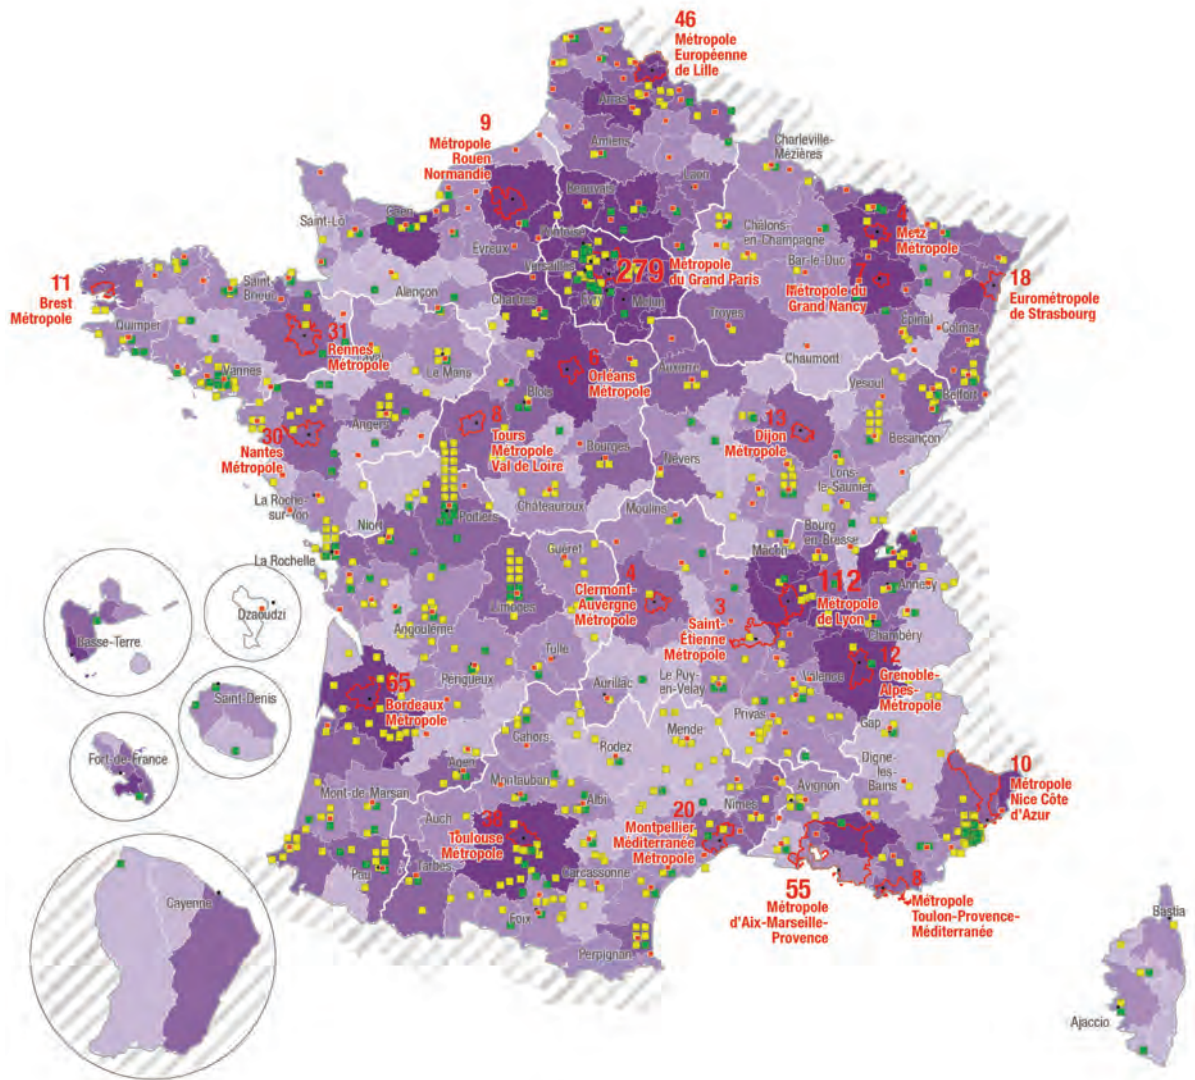 46
Métropole
Européenne
de Lille
Arras
9
Métropole
Rouen
Normandie
Amiens
Charleville-
Mézières
Laon
Beauvais
Saint-Lô
Caen
Châlons-
en-Champagne
4
Metz
Métropole
Évreux
Pontoise
Versailles
279
Métropole
du Grand Paris
Bar-le-Duc
7
Métropole du
Grand Nancy
18
Eurométropole
de Strasbourg
11
Brest
Métropole
Saint-
Brieuc
Alençon
Chartres
Évry
Melun
Troyes
Épinal
Colmar
Quimper
31
Rennes
Métropole
Laval
Le Mans
6
Orléans
Métropole
Auxerre
Chaumont
Vesoul
Belfort
Vannes
Blois
Angers
8
Tours
Métropole
Val de Loire
13
Dijon
Métropole
Besançon
30
Nantes
Métropole
Bourges
Nevers
Lons-
le-Saunier
La Roche-
sur-Yon
Niort
Poitiers
Châteauroux
Moulins
Bourg
en-Bresse
Mâcon
La Rochelle
Guéret
4
Clermont-
Auvergne
Métropole
112
Métropole
de Lyon
Annecy
Limoges
3
Saint-
Étienne
Métropole
Chambéry
Dzaoudzi
Basse-Terre
Angoulême
Tulle
Périgueux
Aurillac
Le Puy-
en-Velay
Valence
12
Grenoble-
Alpes-
Métropole
55
Bordeaux
Métropole
Saint-Denis
Privas
Gap
Cahors
Mende
Rodez
Fort-de-France
Agen
Montauban
Digne-
les-
Bains
10
Métropole
Nice Côte
d'Azur
Mont-de-Marsan
Albi
Nîmes
Avignon
Auch
Toulouse
Métropole
20
Montpellier
Méditerranée
Métropole
Pau
Tarbes
Carcassonne
55
Métropole
d'Aix-Marseille-
Provence
8
Métropole
Toulon-Provence-
Méditerranée
Cayenne
Foix
Perpignan
Bastia
Ajaccio